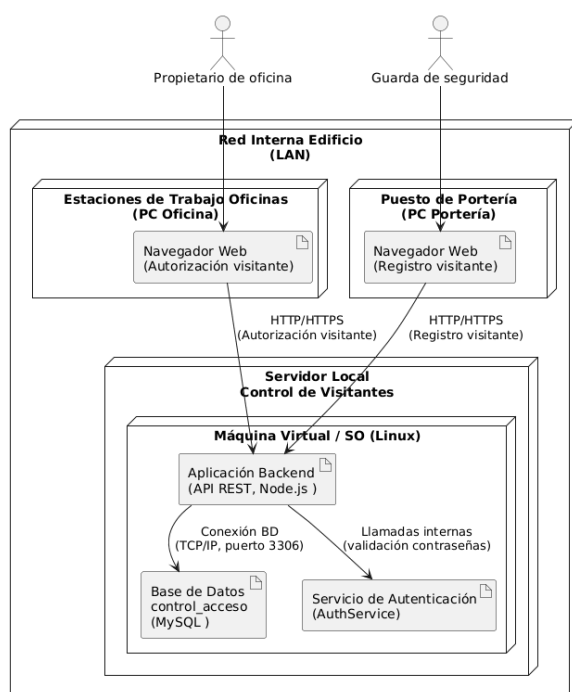 Propietario de oficina
Guarda de seguridad
Red Interna Edificio
(LAN)
Estaciones de Trabajo Oficinas
(PC Oficina)
Puesto de Portería
(PC Portería)
Navegador Web
(Autorización visitante)
Navegador Web
(Registro visitante)
HTTP/HTTPS
(Autorización visitante)
HTTP/HTTPS
(Registro visitante)
Servidor Local
Control de Visitantes
Máquina Virtual / SO (Linux)
Aplicación Backend
(API REST, Node.js )
Conexión BD
(TCP/IP, puerto 3306)
Llamadas internas
(validación contraseñas)
Base de Datos
control_acceso
(MySQL )
Servicio de Autenticación
(AuthService)